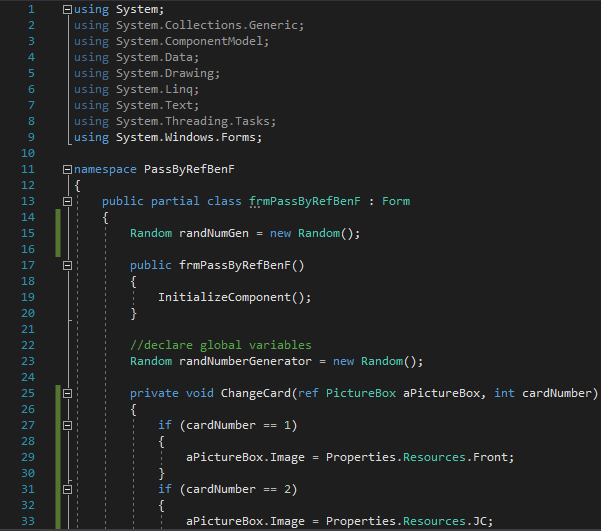 1 using System;
2 using System.Collections.Generic;
3 using System.ComponentModel;
4 using System.Data;
5 using System.Drawing;
6 using System.Linq;
7 using System.Text;
8 using System.Threading.Tasks;
9 using System.Windows.Forms;
10
11 namespace PassByRefBenF
12 {
13     public partial class frmPassByRefBenF : Form
14     {
15         Random randNumGen = new Random();
16
17         public frmPassByRefBenF()
18         {
19             InitializeComponent();
20         }
21
22         //declare global variables
23         Random randNumberGenerator = new Random();
24
25         private void ChangeCard(ref PictureBox aPictureBox, int cardNumber)
26         {
27             if (cardNumber == 1)
28             {
29                 aPictureBox.Image = Properties.Resources.Front;
30             }
31             if (cardNumber == 2)
32             {
33                 aPictureBox.Image = Properties.Resources.JC;